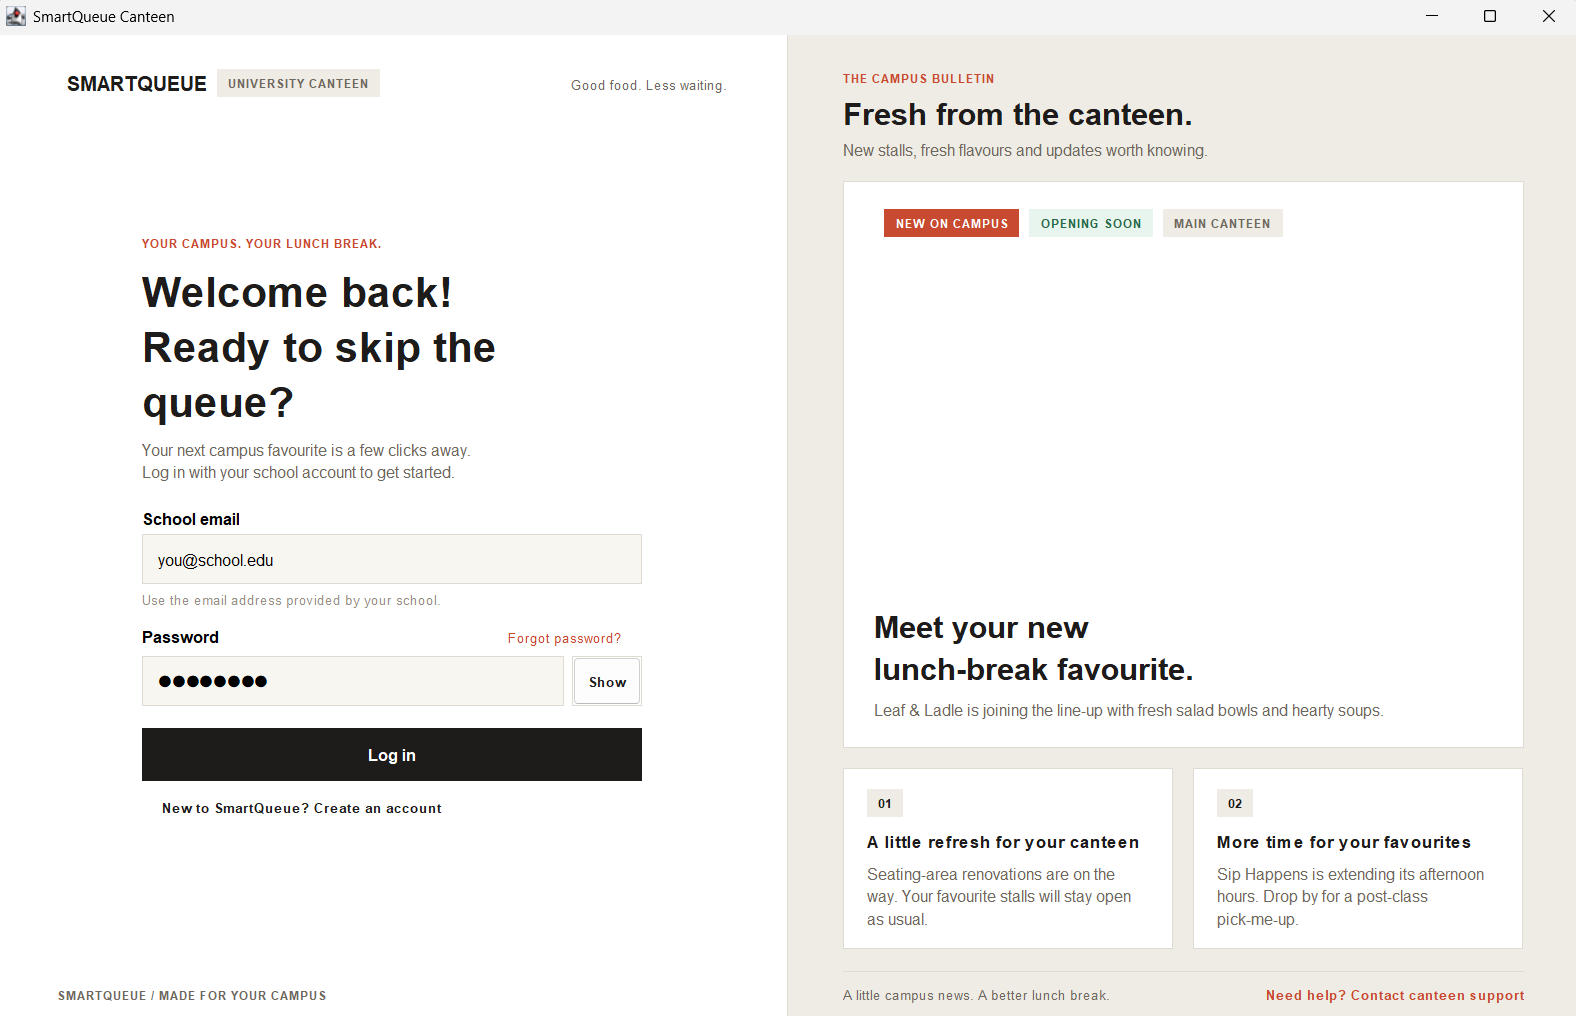 SmartQueue Canteen
SMARTQUEUE
UNIVERSITY CANTEEN
Good food. Less waiting.
YOUR CAMPUS. YOUR LUNCH BREAK.
Welcome back!
Ready to skip the
queue?
Your next campus favourite is a few clicks away.
Log in with your school account to get started.
School email
you@school.edu
Use the email address provided by your school.
Password
Forgot password?
●●●●●●●●
Show
Log in
New to SmartQueue? Create an account
SMARTQUEUE / MADE FOR YOUR CAMPUS
THE CAMPUS BULLETIN
Fresh from the canteen.
New stalls, fresh flavours and updates worth knowing.
NEW ON CAMPUS
OPENING SOON
MAIN CANTEEN
Meet your new
lunch-break favourite.
Leaf & Ladle is joining the line-up with fresh salad bowls and hearty soups.
01
A little refresh for your canteen
Seating-area renovations are on the
way. Your favourite stalls will stay open
as usual.
02
More time for your favourites
Sip Happens is extending its afternoon
hours. Drop by for a post-class
pick-me-up.
A little campus news. A better lunch break.
Need help? Contact canteen support